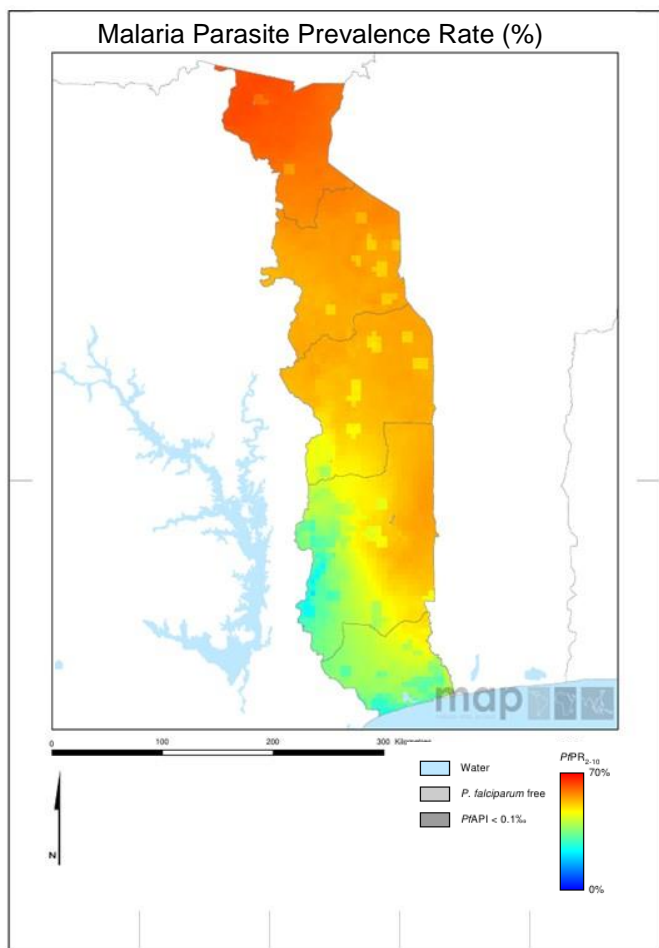 Malaria Parasite Prevalence Rate (%)
map
0 100 200 300
Water
P. falciparum free
PfAPI < 0.1‰
PfPR2-10
70%
0%
N